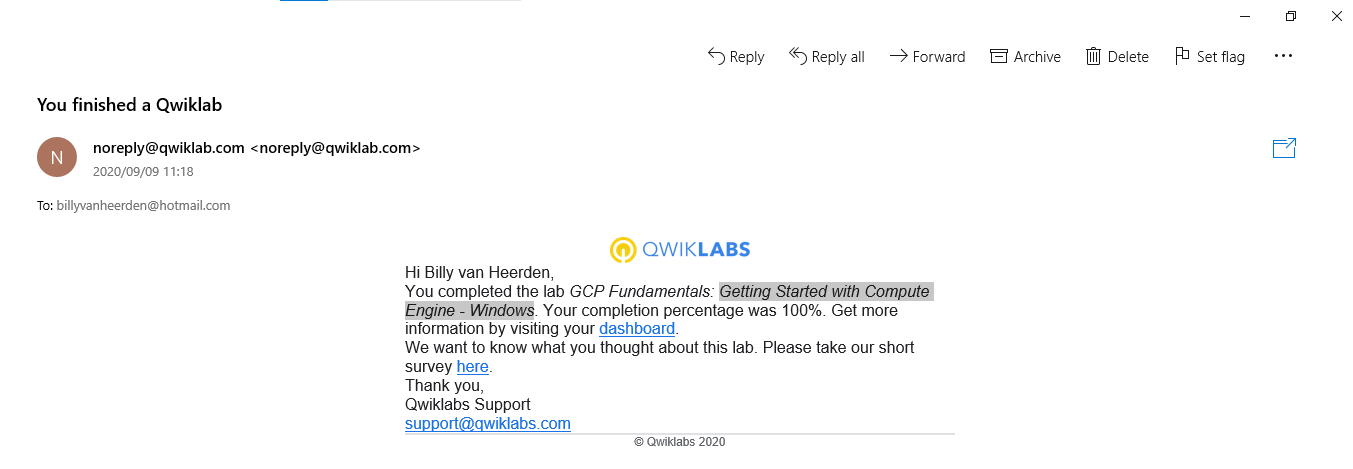 Reply
Reply all
Forward
Archive
Delete
Set flag
You finished a Qwiklab
N
noreply@qwiklab.com <noreply@qwiklab.com>
2020/09/09 11:18
To: billyvanheerden@hotmail.com
QWIKLABS
Hi Billy van Heerden,
You completed the lab GCP Fundamentals: Getting Started with Compute
Engine - Windows. Your completion percentage was 100%. Get more
information by visiting your dashboard.
We want to know what you thought about this lab. Please take our short
survey here.
Thank you,
Qwiklabs Support
support@qwiklabs.com
© Qwiklabs 2020